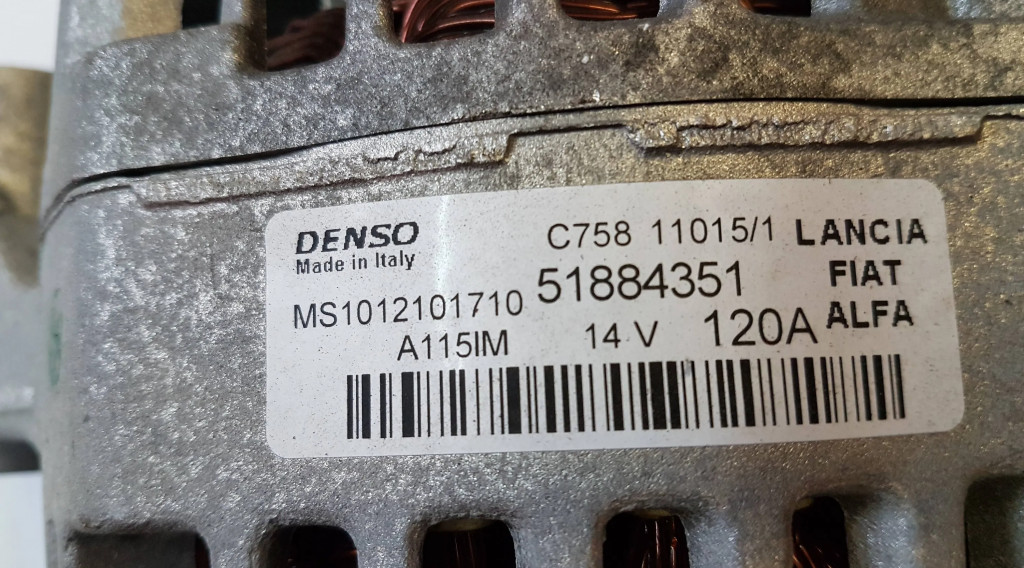 DENSO C758 11015/1 LANCIA
Made in Italy 51884351 FIAT
MS1012101710 ALFA
A115IM 14 V 120A